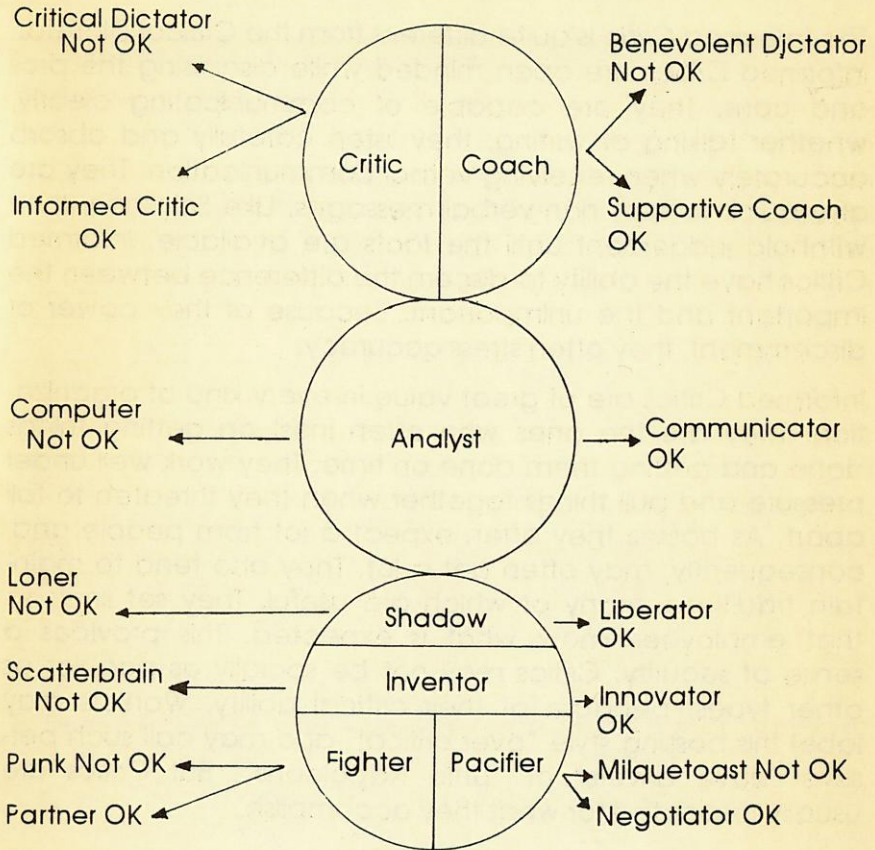 Critical Dictator
Not OK
Benevolent Dictator
Not OK
Critic
Coach
Informed Critic
OK
Supportive Coach
OK
Computer
Not OK
Analyst
Communicator
OK
Loner
Not OK
Shadow
Liberator
OK
Scatterbrain
Not OK
Inventor
Innovator
OK
Punk Not OK
Fighter
Pacifier
Milquetoast Not OK
Partner OK
Negotiator OK